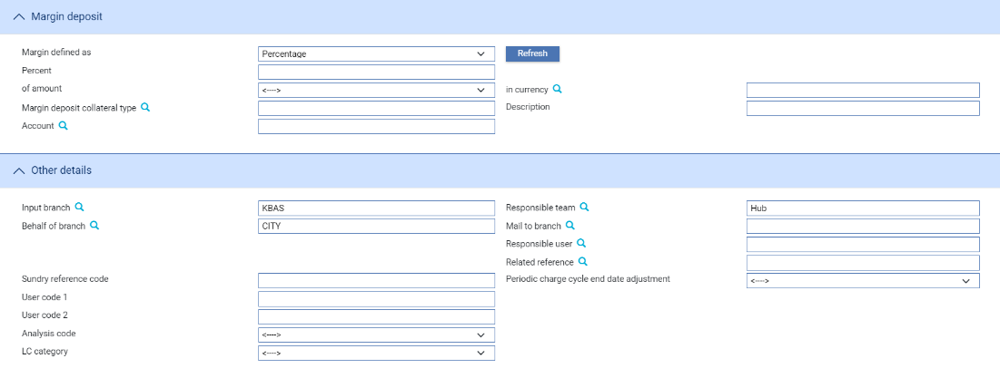 Margin deposit
Margin defined as Percentage Refresh
Percent
of amount <----> in currency
Margin deposit collateral type Description
Account
Other details
Input branch KBAS Responsible team Hub
Behalf of branch CITY Mail to branch
Responsible user
Related reference
Sundry reference code Periodic charge cycle end date adjustment <---->
User code 1
User code 2
Analysis code <---->
LC category <---->